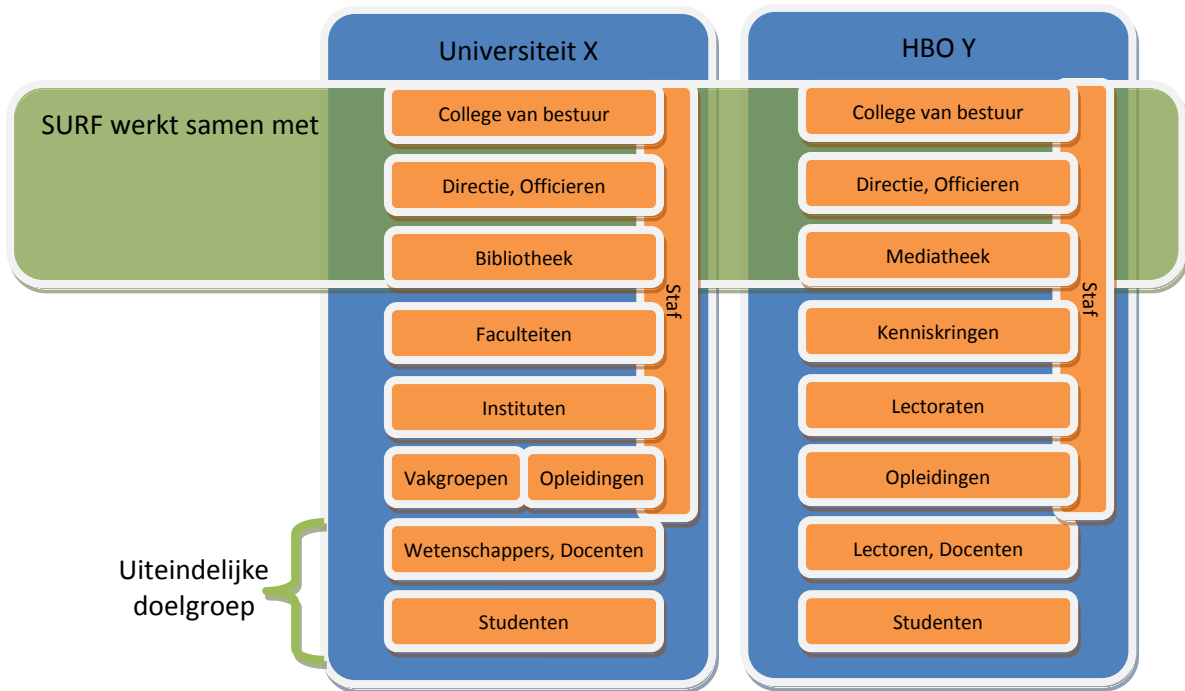 Universiteit X
HBO Y
SURF werkt samen met
College van bestuur
Directie, Officieren
Bibliotheek
Faculteiten
Instituten
Vakgroepen
Opleidingen
Wetenschappers, Docenten
Studenten
Staf
College van bestuur
Directie, Officieren
Mediatheek
Kenniskringen
Lectoraten
Opleidingen
Lectoren, Docenten
Studenten
Staf
Uiteindelijke
doelgroep